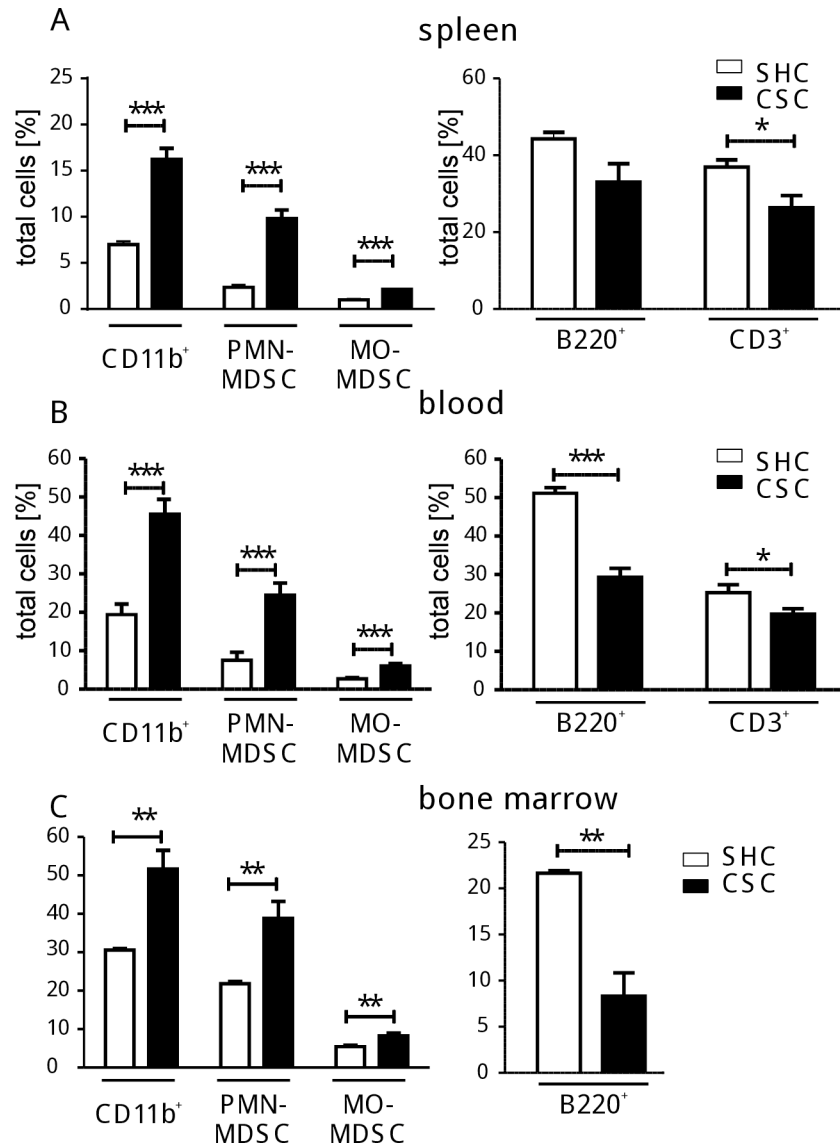 A
spleen
total cells [%]
25
20
15
10
5
0
***
***
***
CD11b⁺
PMN-
MDSC
MO-
MDSC
total cells [%]
60
40
20
0
SHC
CSC
*
B220⁺
CD3⁺
B
blood
total cells [%]
60
50
40
30
20
10
0
***
***
***
CD11b⁺
PMN-
MDSC
MO-
MDSC
total cells [%]
60
50
40
30
20
10
0
SHC
CSC
***
*
B220⁺
CD3⁺
C
bone marrow
60
50
40
30
20
10
0
**
**
**
CD11b⁺
PMN-
MDSC
MO-
MDSC
25
20
15
10
5
0
**
SHC
CSC
B220⁺